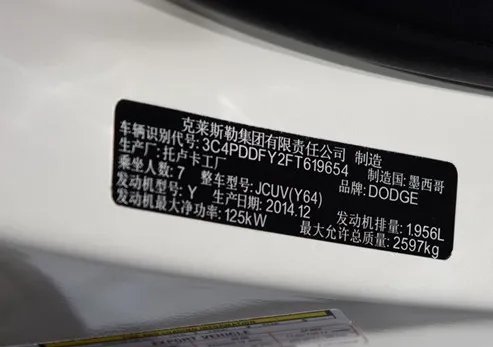 克莱斯勒集团有限责任公司 制造
车辆识别代号: 3C4PDDFY2FT619654 制造国: 墨西哥
生产厂名: 托卢卡工厂 品牌: DODGE
乘坐人数: 7 整车型号: JCUV(Y64)
发动机型号: Y 生产日期: 2014.12 发动机排量: 1.956L
发动机最大净功率: 125kW 最大允许总质量: 2597kg